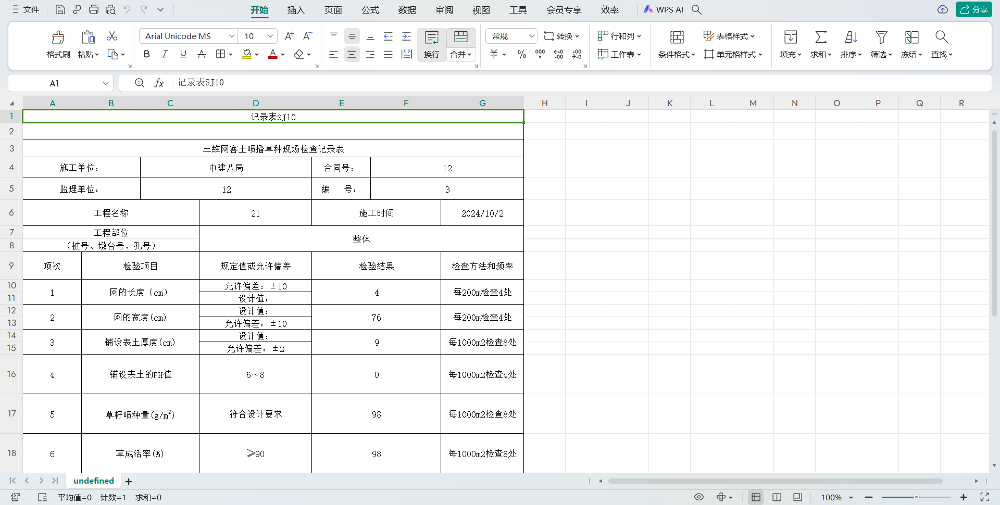 文件 开始 插入 页面 公式 数据 审阅 视图 工具 会员专享 效率 WPS AI 分享
Arial Unicode MS 10 常规 转换 行和列 表格样式
格式刷 粘贴 换行 合并 工作表 条件格式 单元格样式 填充 求和 排序 筛选 冻结 查找
A1 fx 记录表SJ10
A B C D E F G H I J K L M N O P Q R
1 记录表SJ10
2
3 三维网客土喷播草种现场检查记录表
4 施工单位： 中建八局 合同号： 12
5 监理单位： 12 编 号： 3
6 工程名称 21 施工时间 2024/10/2
7 工程部位 整体
8 （桩号、墩台号、孔号）
9 项次 检验项目 规定值或允许偏差 检验结果 检查方法和频率
10 1 网的长度（cm） 允许偏差：±10 4 每200m检查4处
11 设计值：
12 2 网的宽度(cm) 设计值： 76 每200m检查4处
13 允许偏差：±10
14 3 铺设表土厚度(cm) 设计值： 9 每1000m2检查8处
15 允许偏差：±2
16 4 铺设表土的PH值 6～8 0 每1000m2检查4处
17 5 草籽喷种量(g/m²) 符合设计要求 98 每1000m2检查8处
18 6 草成活率(%) ≥90 98 每1000m2检查8处
undefined
平均值=0 计数=1 求和=0 100%